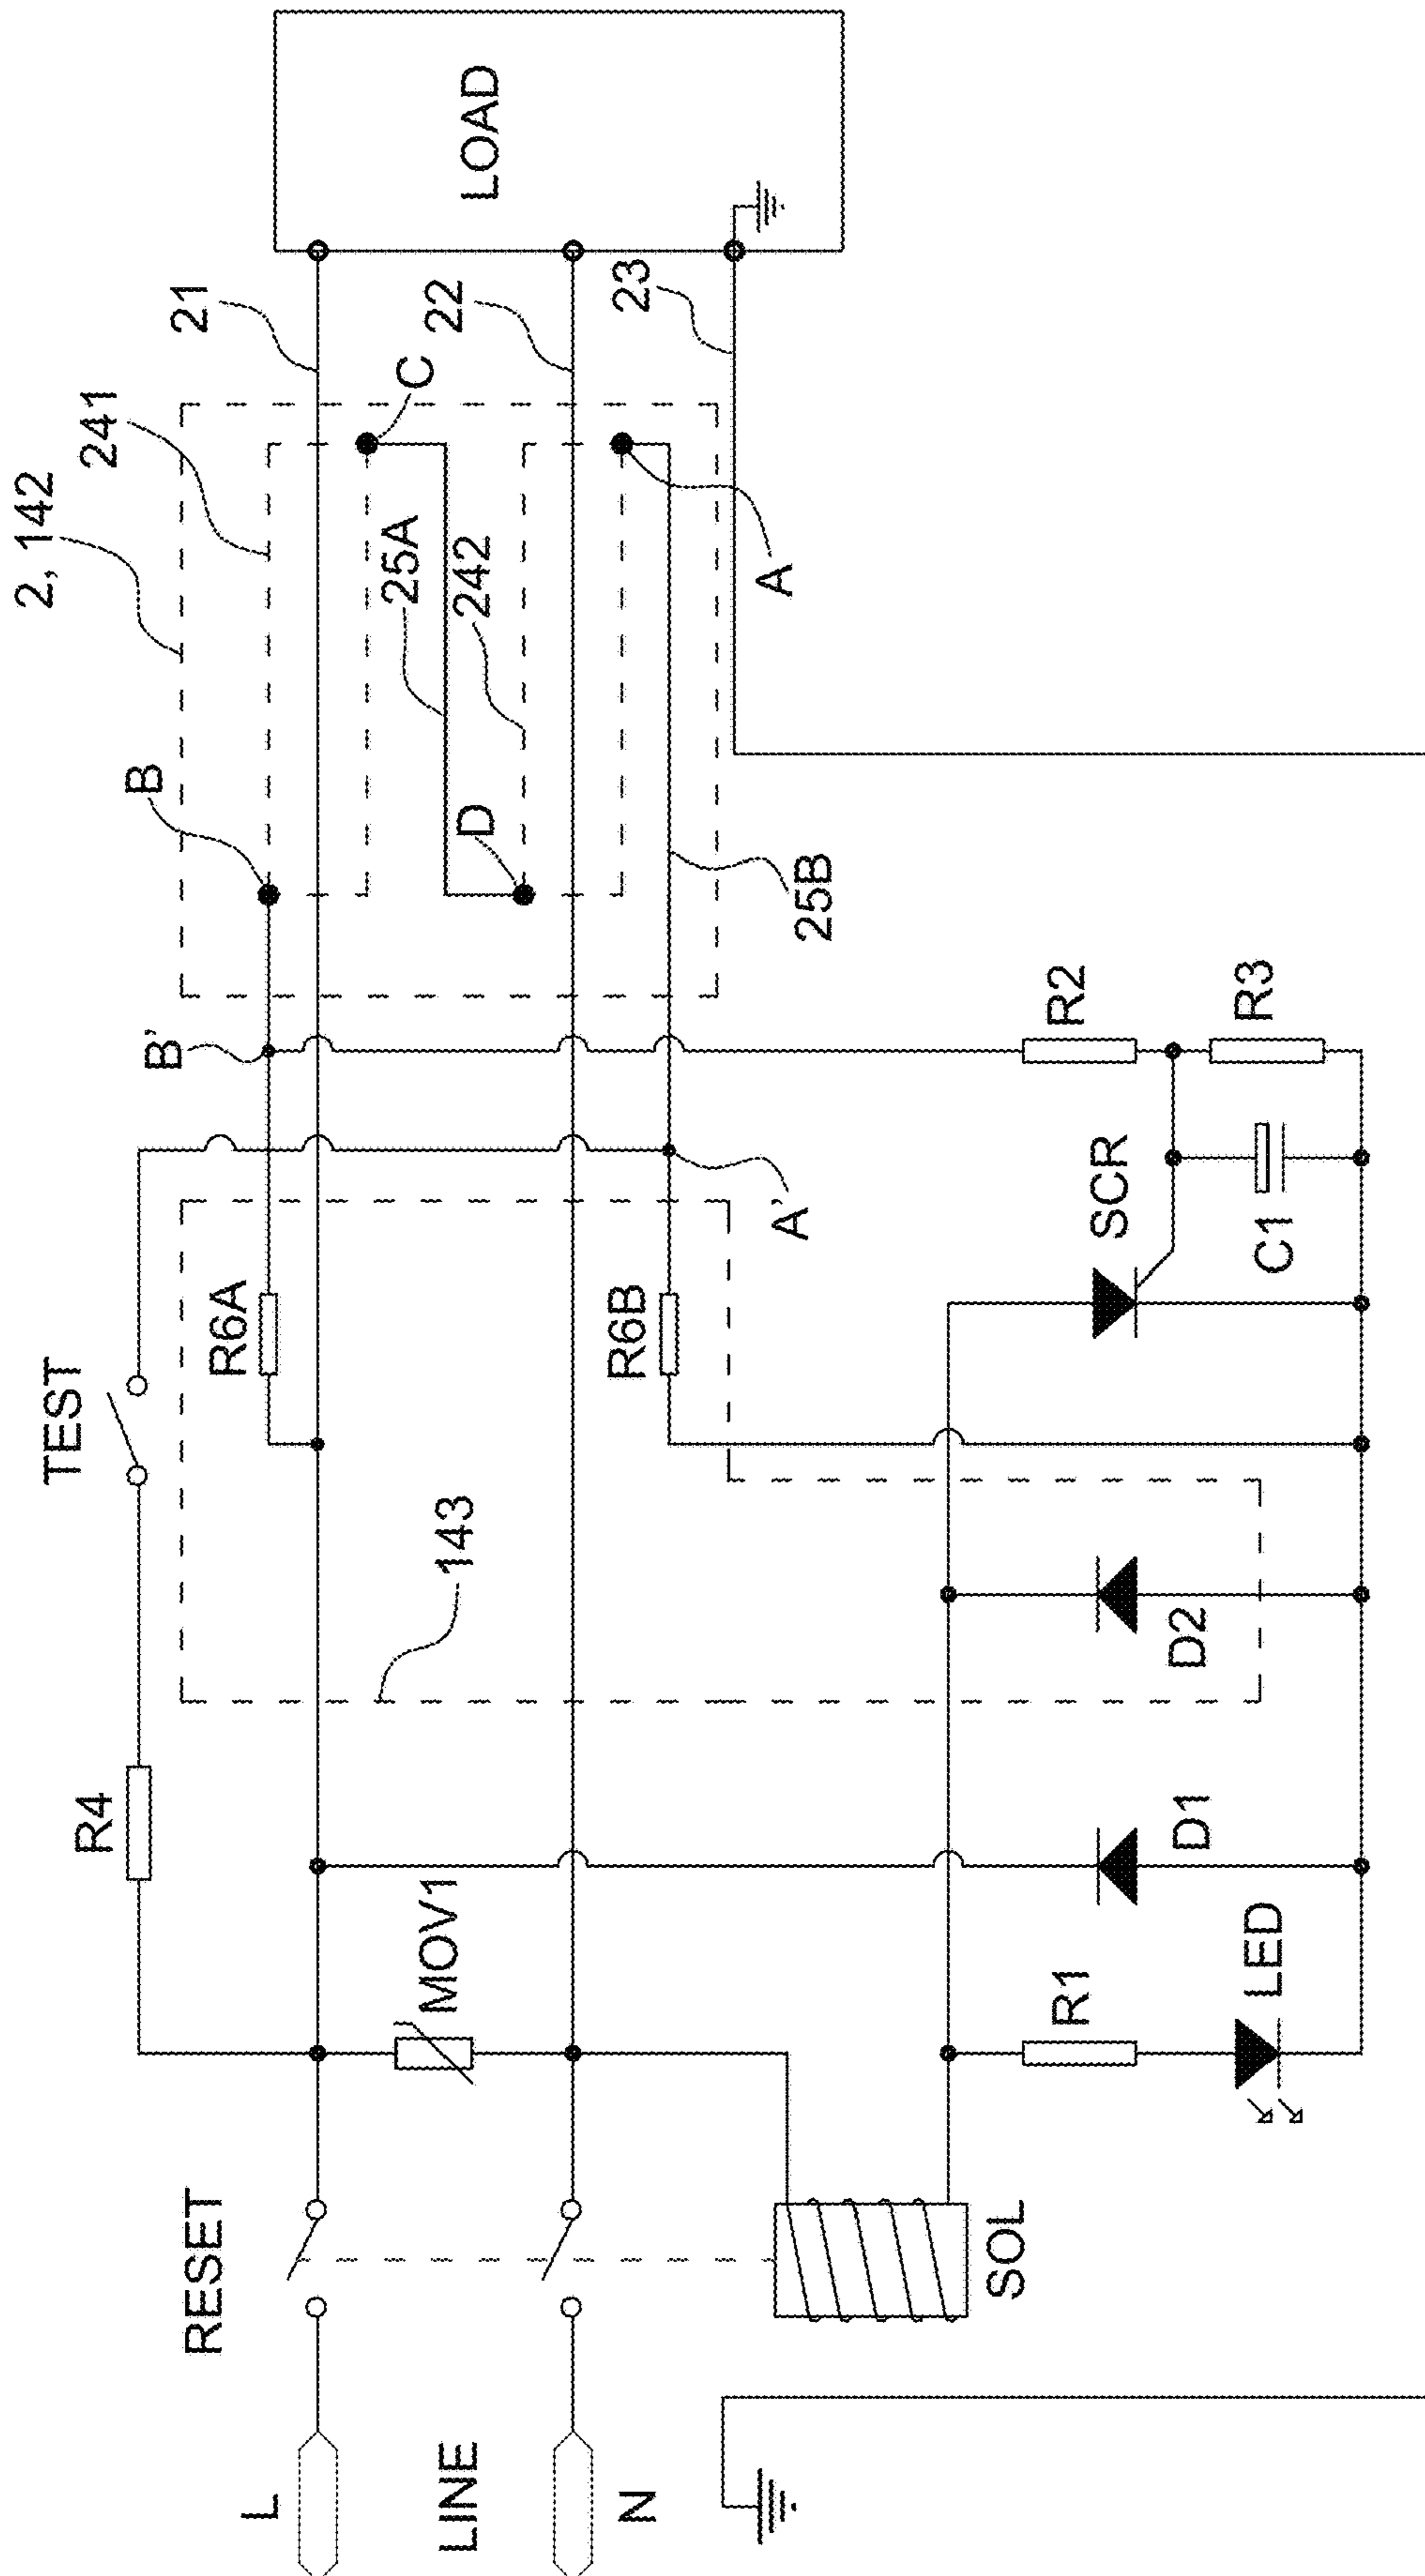 2, 142
241
21
B
C
LOAD
25A
242
22
D
A
23
25B
B'
A'
R2
R3
TEST
R6A
R6B
SCR
C1
143
D2
R4
MOV1
D1
R1
LED
RESET
SOL
L
LINE
N